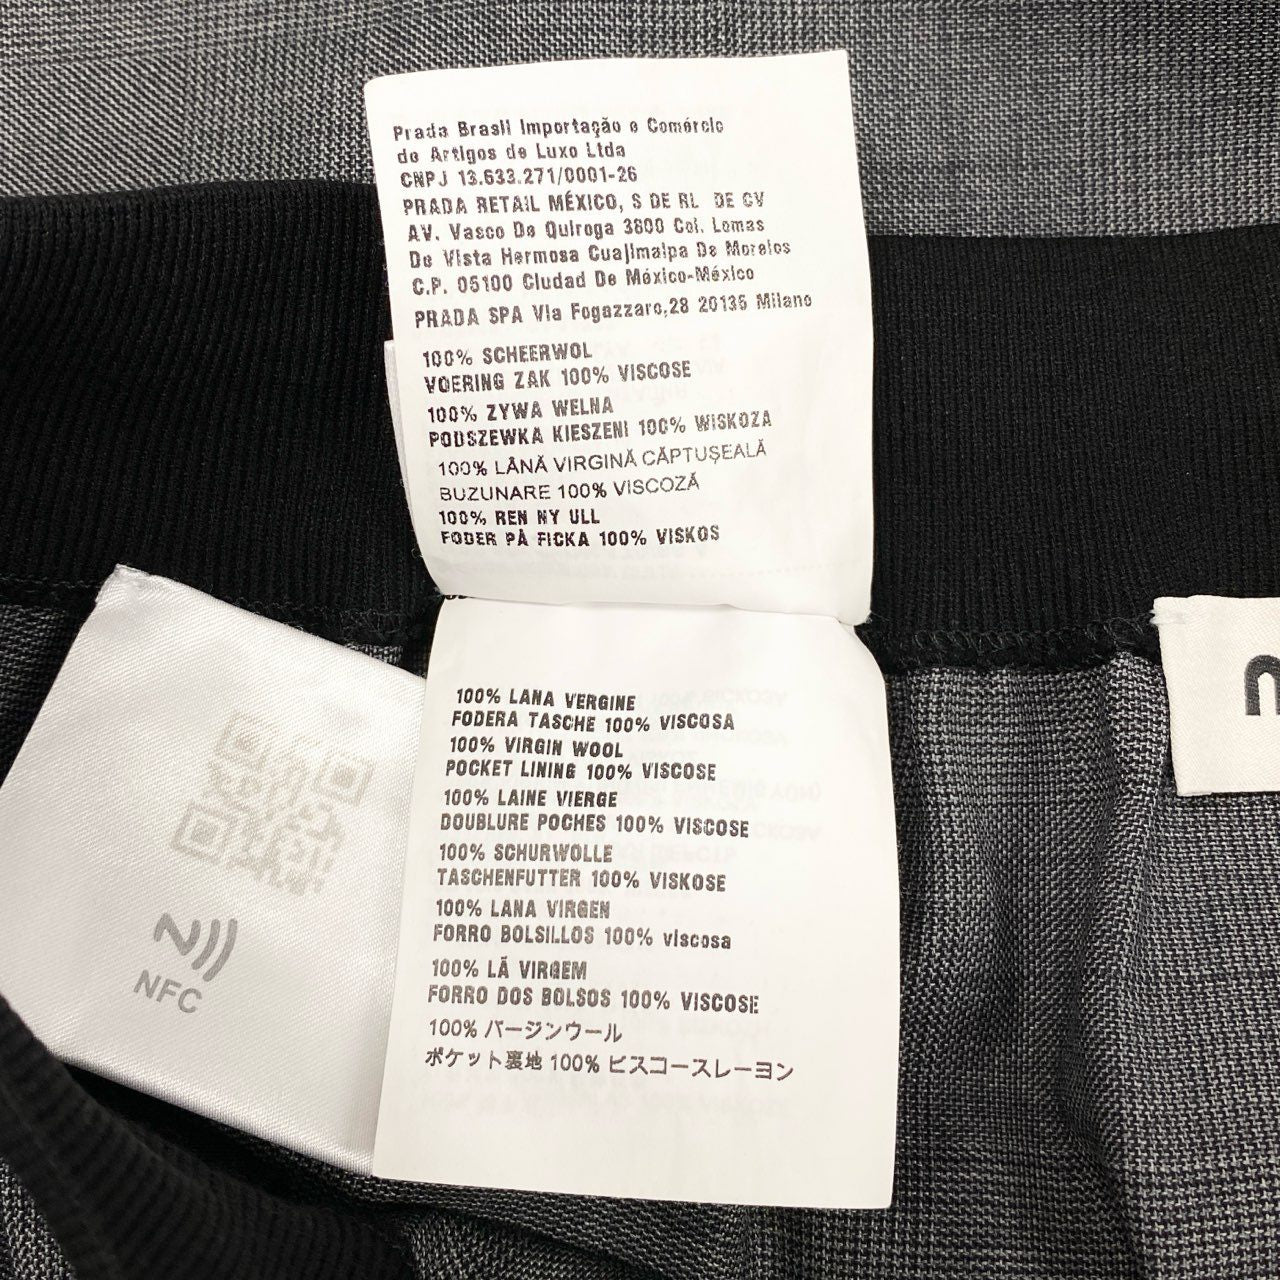 Prada Brasil Importação e Comércio
de Artigos de Luxo Ltda
CNPJ 13.633.271/0001-26
PRADA RETAIL MÉXICO, S DE RL DE CV
AV. Vasco De Quiroga 3800 Col. Lomas
De Vista Hermosa Cuajimalpa De Morelos
C.P. 05100 Ciudad De México-México
PRADA SPA Via Fogazzaro,28 20135 Milano
100% SCHEERWOL
VOERING ZAK 100% VISCOSE
100% ZYWA WELNA
PODSZEWKA KIESZENI 100% WISKOZA
100% LÂNĂ VIRGINĂ CĂPTUȘEALĂ
BUZUNARE 100% VISCOZĂ
100% REN NY ULL
FODER PÅ FICKA 100% VISKOS
100% LANA VERGINE
FODERA TASCHE 100% VISCOSA
100% VIRGIN WOOL
POCKET LINING 100% VISCOSE
100% LAINE VIERGE
DOUBLURE POCHES 100% VISCOSE
100% SCHURWOLLE
TASCHENFUTTER 100% VISKOSE
100% LANA VIRGEN
FORRO BOLSILLOS 100% viscosa
100% LÃ VIRGEM
FORRO DOS BOLSOS 100% VISCOSE
100% バージンウール
ポケット裏地 100% ビスコースレーヨン
NFC